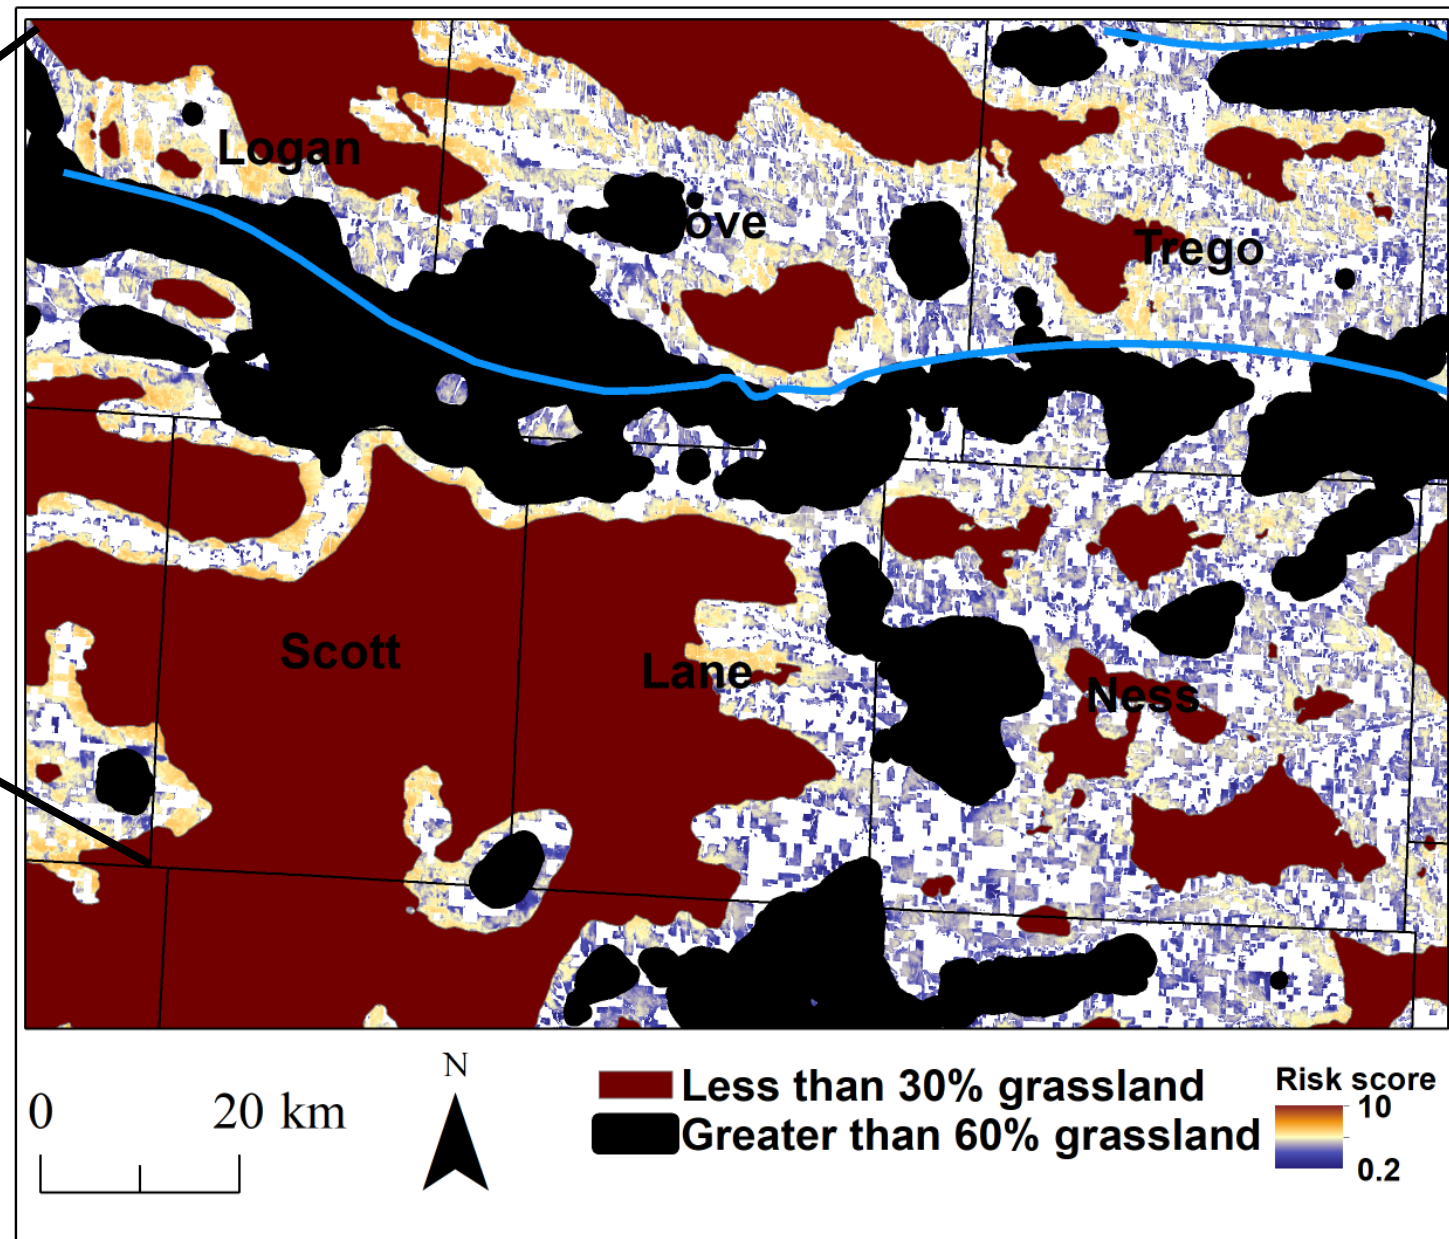 Logan
ove
Trego
Scott
Lane
Ness
N
0 20 km
Less than 30% grassland
Greater than 60% grassland
Risk score
10
0.2